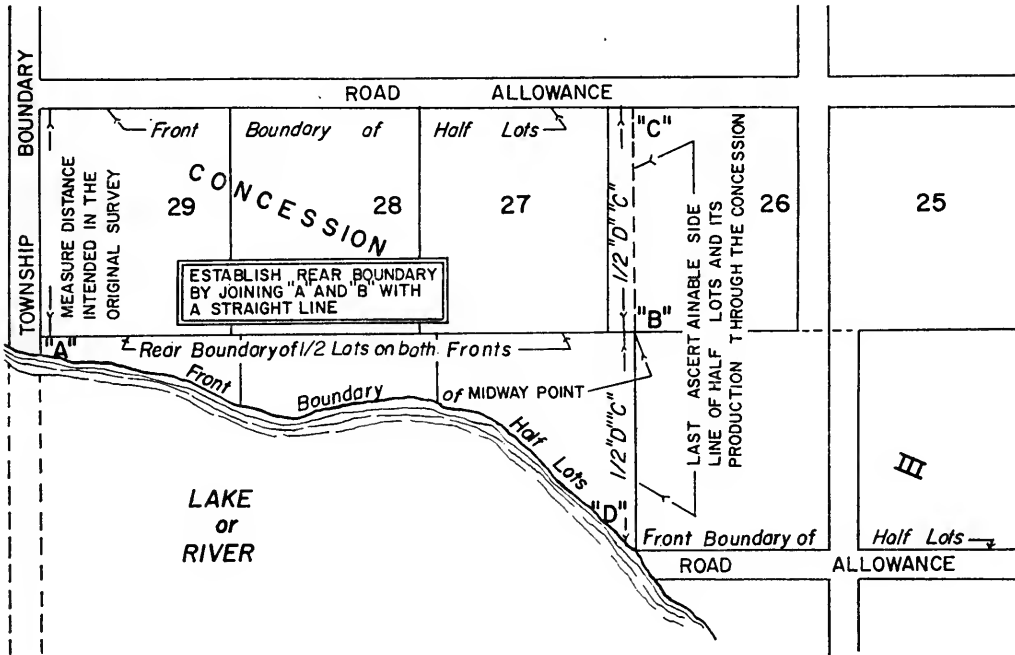 TOWNSHIP BOUNDARY
ROAD ALLOWANCE
Front Boundary of Half Lots
MEASURE DISTANCE
INTENDED IN THE
ORIGINAL SURVEY
CONCESSION
29
28
27
26
25
"C"
1/2 "D" "C"
"B"
1/2 "D" "C"
"D"
LAST ASCERTAINABLE SIDE
LINE OF HALF LOTS AND ITS
PRODUCTION THROUGH THE CONCESSION
ESTABLISH REAR BOUNDARY
BY JOINING "A" AND "B" WITH
A STRAIGHT LINE
"A"
Rear Boundary of 1/2 Lots on both Fronts
Front Boundary of Half Lots
MIDWAY POINT
III
LAKE
or
RIVER
Front Boundary of Half Lots
ROAD ALLOWANCE